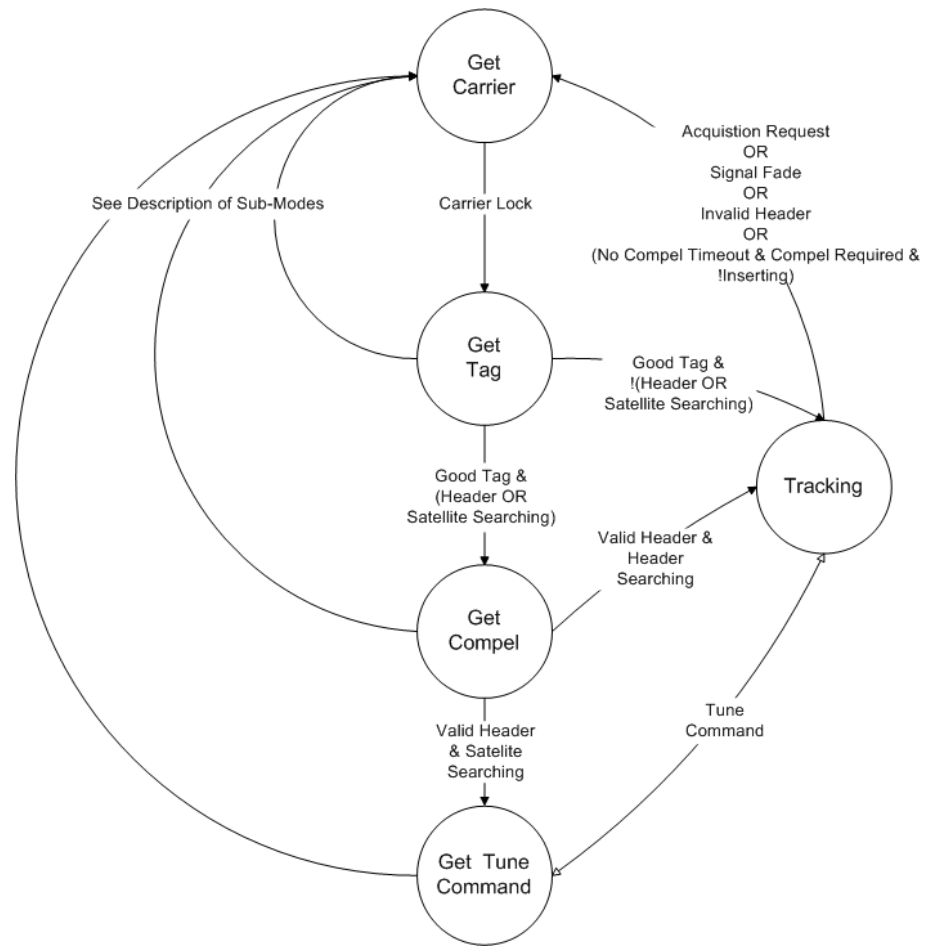 Get
Carrier
Acquistion Request
OR
Signal Fade
OR
Invalid Header
OR
(No Compel Timeout & Compel Required &
!Inserting)
See Description of Sub-Modes
Carrier Lock
Get
Tag
Good Tag &
!(Header OR
Satellite Searching)
Good Tag &
(Header OR
Satellite Searching)
Tracking
Valid Header &
Header
Searching
Get
Compel
Tune
Command
Valid Header
& Satelite
Searching
Get Tune
Command